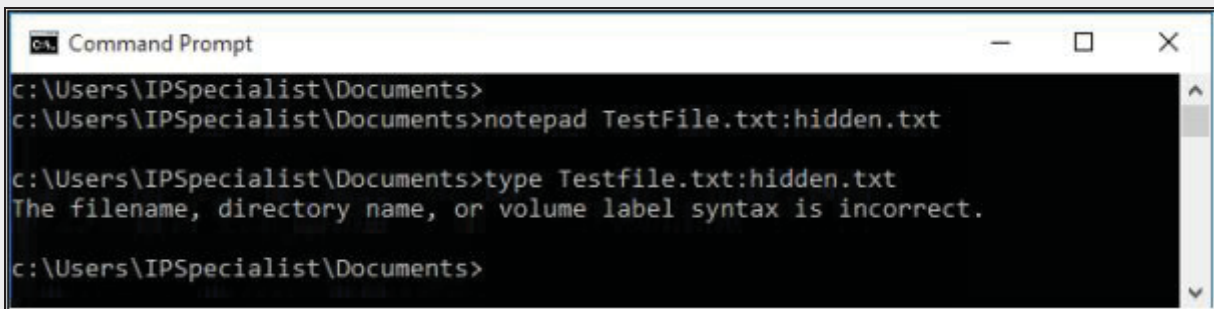 Command Prompt
c:\Users\IPSpecialist\Documents>
c:\Users\IPSpecialist\Documents>notepad TestFile.txt:hidden.txt
c:\Users\IPSpecialist\Documents>type Testfile.txt:hidden.txt
The filename, directory name, or volume label syntax is incorrect.
c:\Users\IPSpecialist\Documents>